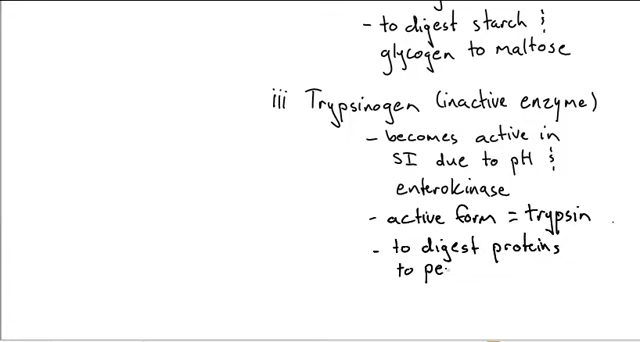 - to digest starch &
glycogen to maltose
iii Trypsinogen (inactive enzyme)
- becomes active in
SI due to pH &
enterokinase
- active form = trypsin
- to digest proteins
to pe